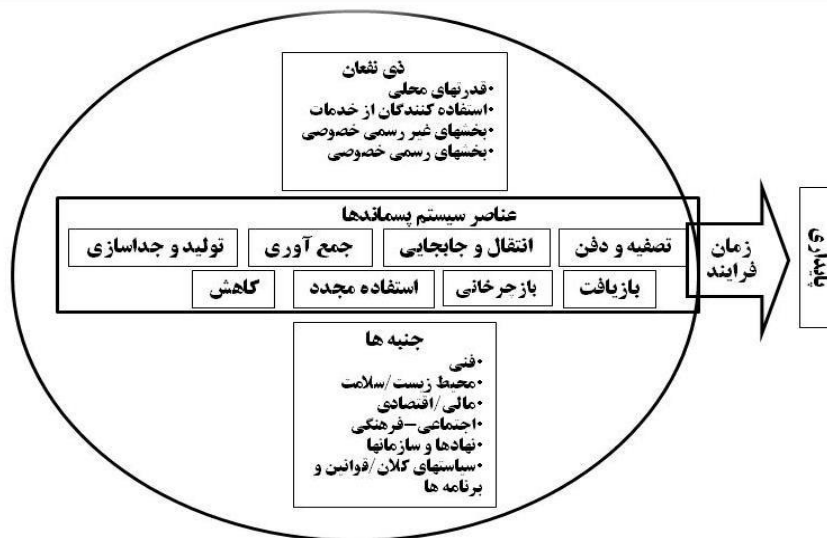 ذی نفعان
•قدرتهای محلی
•استفاده کنندگان از خدمات
•بخشهای غیر رسمی خصوصی
•بخشهای رسمی خصوصی
عناصر سیستم پسماندها
تصفیه و دفن
انتقال و جابجایی
جمع آوری
تولید و جداسازی
بازیافت
بازچرخانی
استفاده مجدد
کاهش
زمان
فرایند
پایداری
جنبه ها
•فنی
•محیط زیست/سلامت
•مالی/اقتصادی
•اجتماعی-فرهنگی
•نهادها و سازمانها
•سیاستهای کلان/قوانین و
برنامه ها